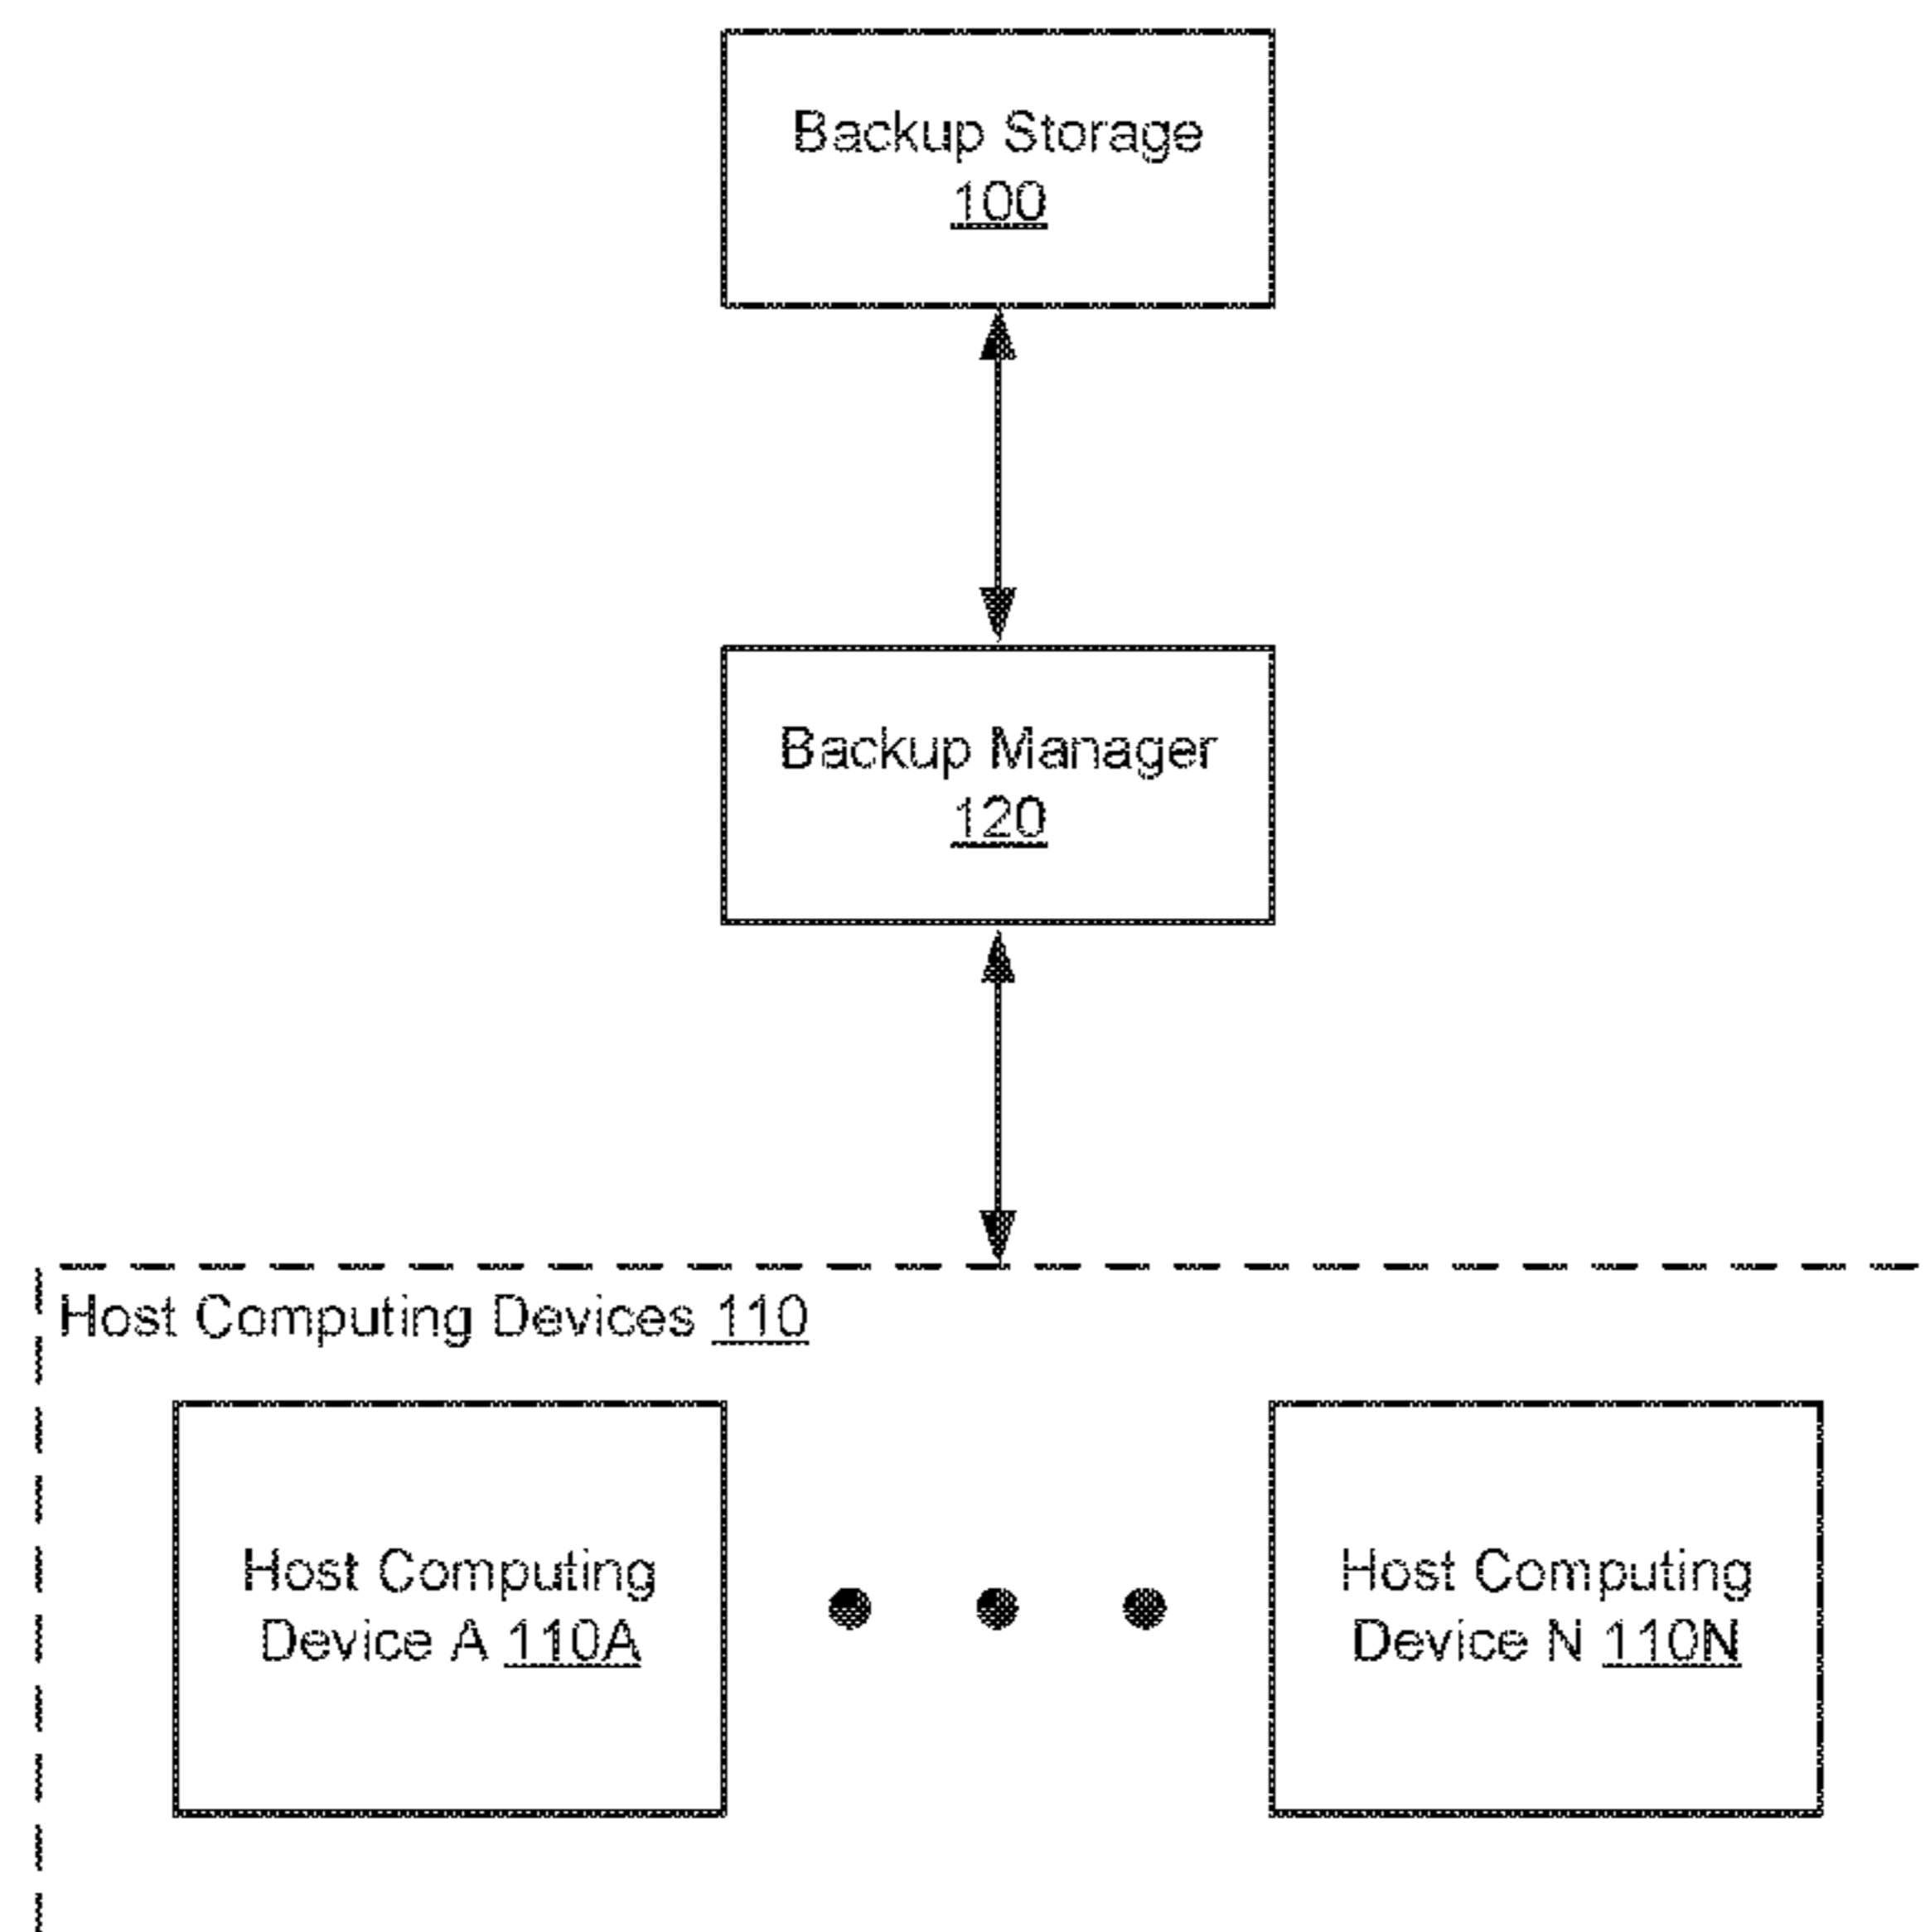 Backup Storage
100
Backup Manager
120
Host Computing Devices 110
Host Computing
Device A 110A
Host Computing
Device N 110N